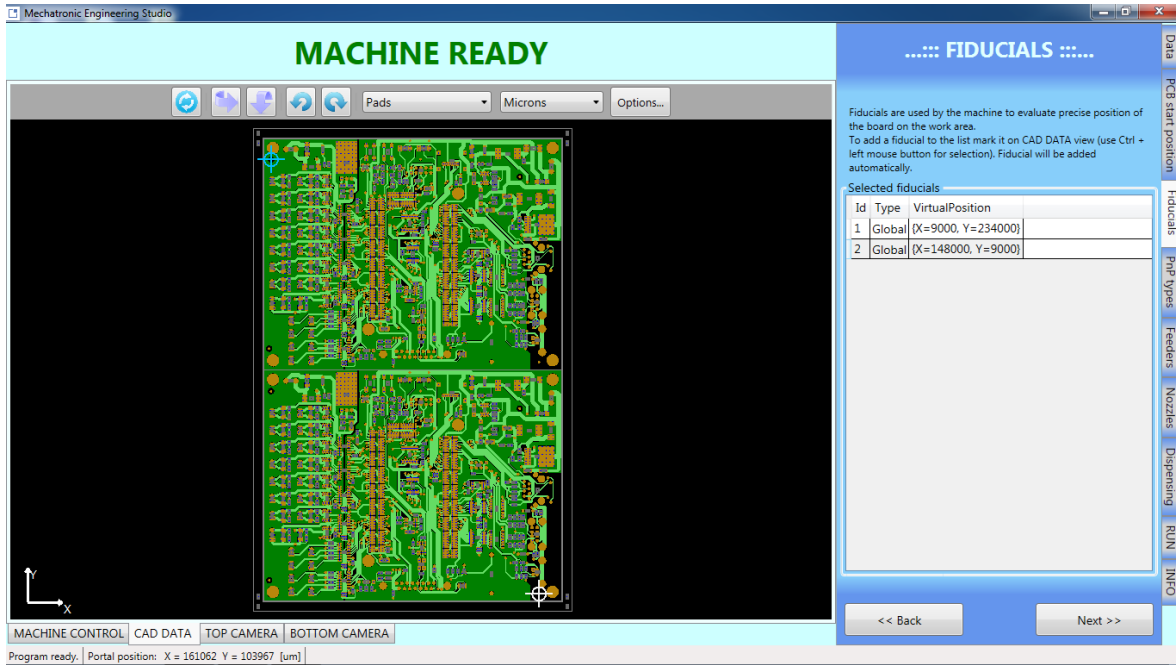 Mechatronic Engineering Studio
MACHINE READY
Pads
Microns
Options...
Y
X
MACHINE CONTROL
CAD DATA
TOP CAMERA
BOTTOM CAMERA
Program ready.
Portal position: X = 161062 Y = 103967 [um]
...::: FIDUCIALS :::...
Fiducials are used by the machine to evaluate precise position of
the board on the work area.
To add a fiducial to the list mark it on CAD DATA view (use Ctrl +
left mouse button for selection). Fiducial will be added
automatically.
Selected fiducials
Id Type VirtualPosition
1 Global {X=9000, Y=234000}
2 Global {X=148000, Y=9000}
<< Back
Next >>
Data
PCB start position
Fiducials
PnP types
Feeders
Nozzles
Dispensing
RUN
INFO